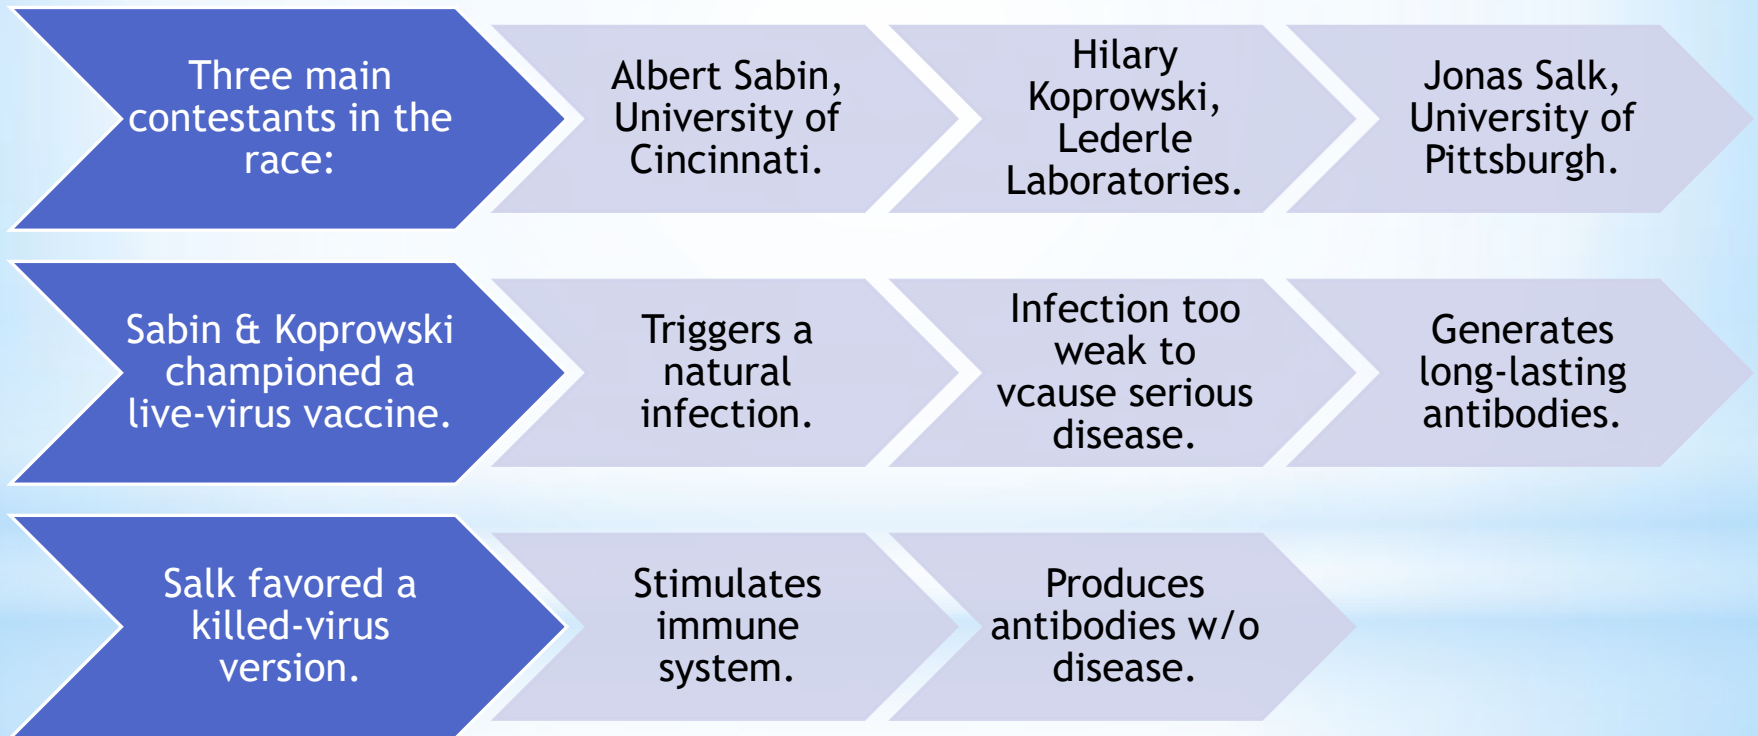 Three main
contestants in the
race:
Albert Sabin,
University of
Cincinnati.
Hilary
Koprowski,
Lederle
Laboratories.
Jonas Salk,
University of
Pittsburgh.
Sabin & Koprowski
championed a
live-virus vaccine.
Triggers a
natural
infection.
Infection too
weak to
vcause serious
disease.
Generates
long-lasting
antibodies.
Salk favored a
killed-virus
version.
Stimulates
immune
system.
Produces
antibodies w/o
disease.